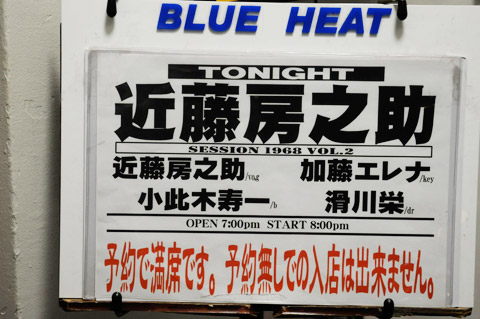 BLUE HEAT
TONIGHT
近藤房之助
SESSION 1968 VOL.2
近藤房之助/vo,g 加藤エレナ/key
小此木寿一/b 滑川栄/dr
OPEN 7:00pm START 8:00pm
予約で満席です。予約無しでの入店は出来ません。